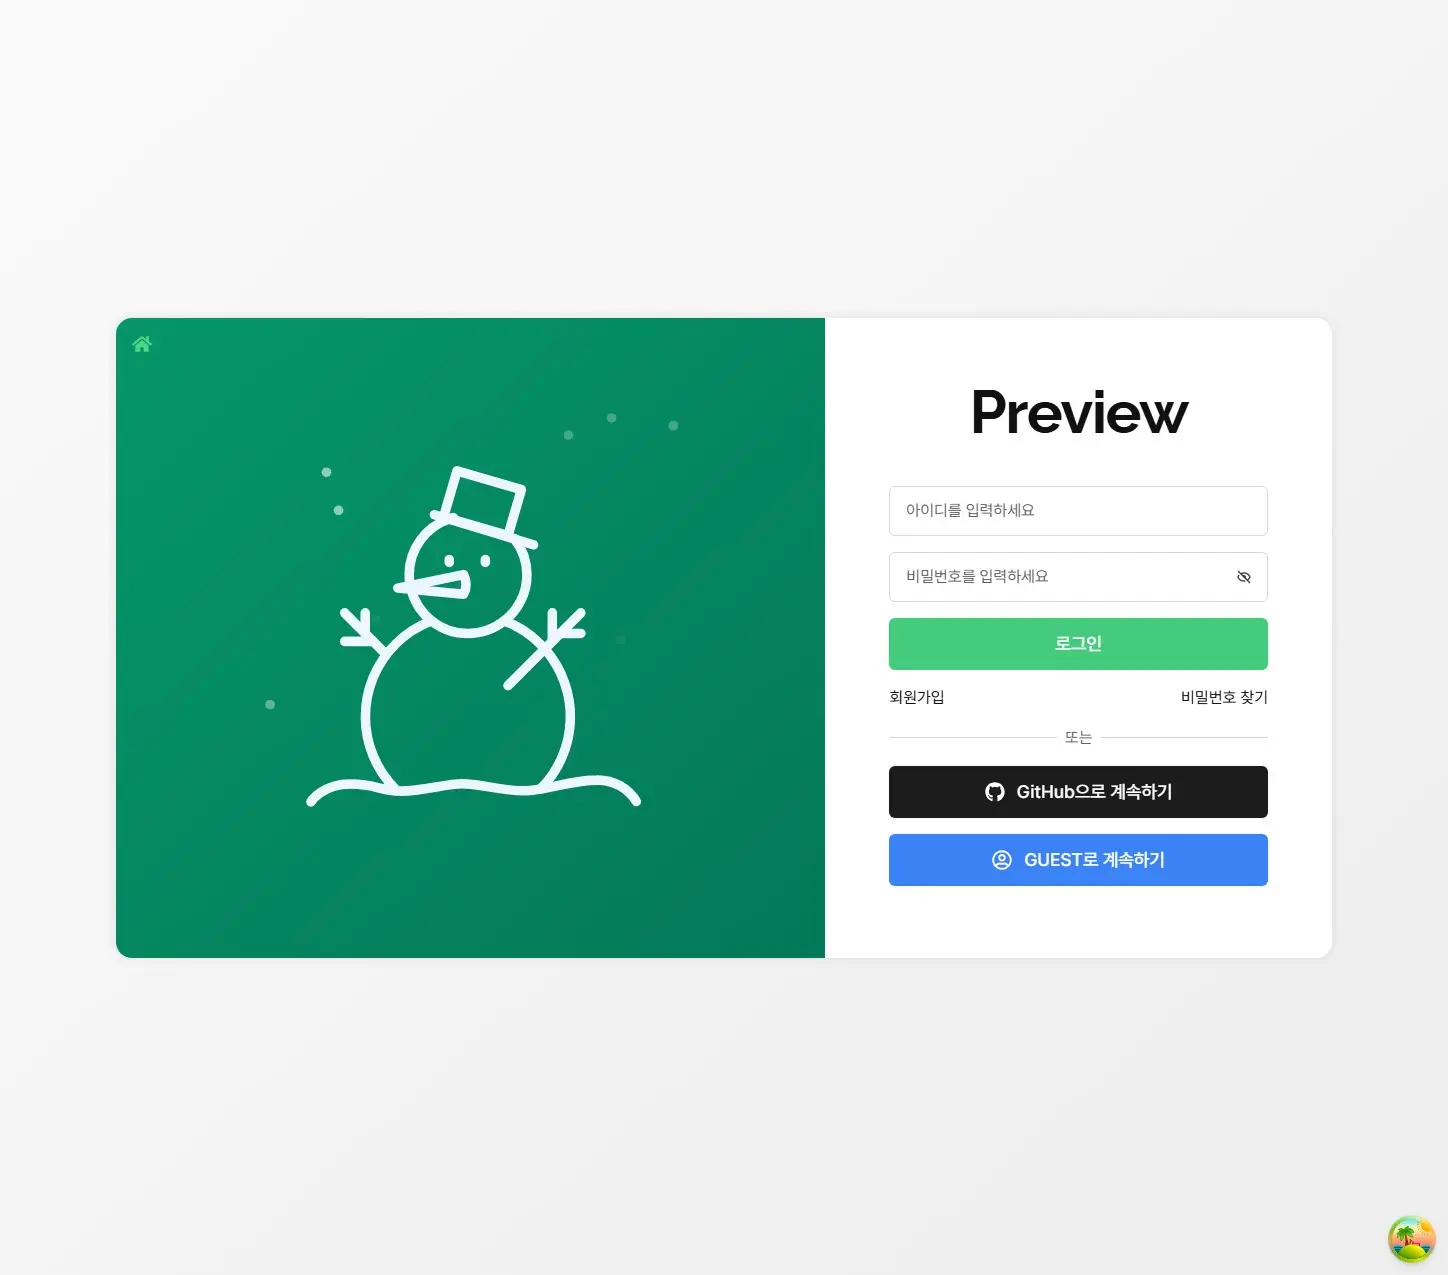 Preview
아이디를 입력하세요
비밀번호를 입력하세요
로그인
회원가입
비밀번호 찾기
또는
GitHub으로 계속하기
GUEST로 계속하기